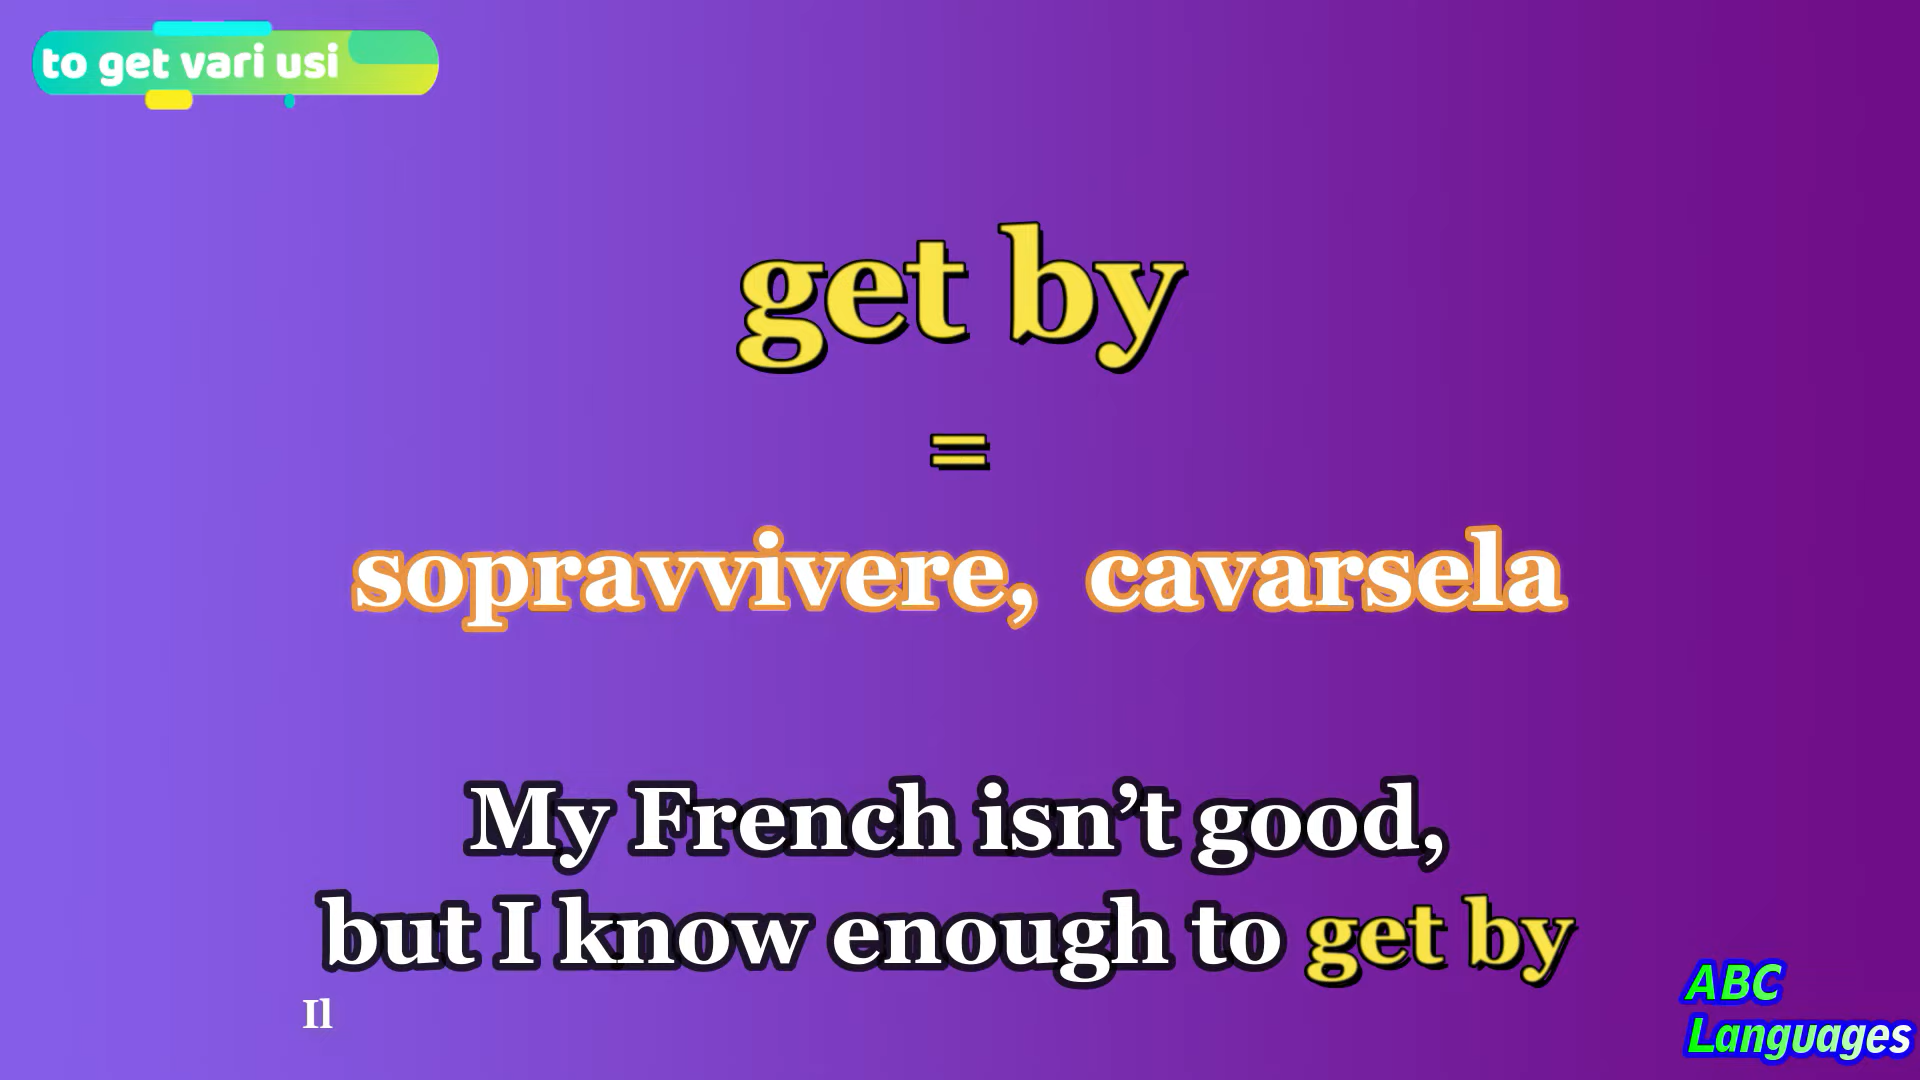 to get vari usi
get by
=
sopravvivere, cavarsela
My French isn’t good,
but I know enough to get by
Il
ABC
Languages